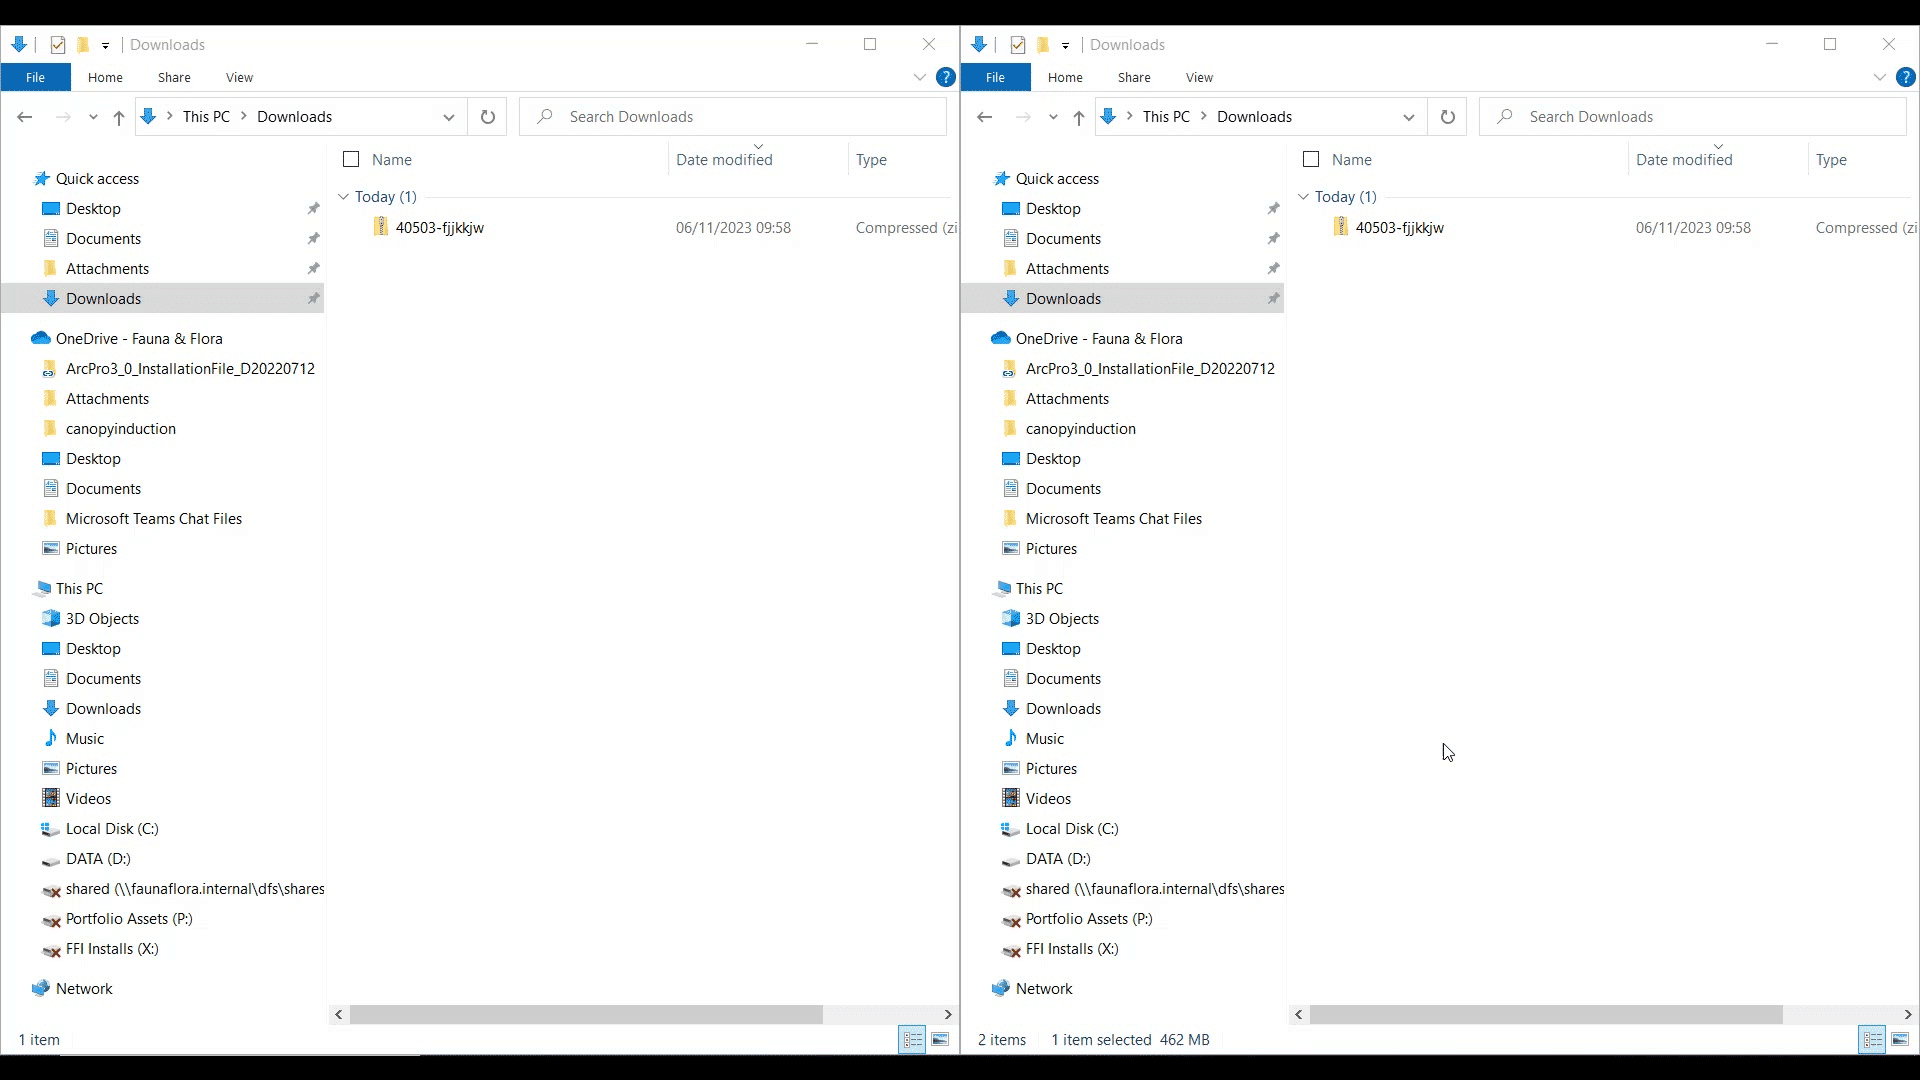 Downloads
File Home Share View
This PC Downloads Search Downloads
Name Date modified Type
Quick access
Today (1)
Desktop
40503-fjjkkjw 06/11/2023 09:58 Compressed (zi
Documents
Attachments
Downloads
OneDrive - Fauna & Flora
ArcPro3_0_InstallationFile_D20220712
Attachments
canopyinduction
Desktop
Documents
Microsoft Teams Chat Files
Pictures
This PC
3D Objects
Desktop
Documents
Downloads
Music
Pictures
Videos
Local Disk (C:)
DATA (D:)
shared (\\faunaflora.internal\dfs\shares
Portfolio Assets (P:)
FFI Installs (X:)
Network
1 item
Downloads
File Home Share View
This PC Downloads Search Downloads
Name Date modified Type
Quick access
Today (1)
Desktop
40503-fjjkkjw 06/11/2023 09:58 Compressed (zi
Documents
Attachments
Downloads
OneDrive - Fauna & Flora
ArcPro3_0_InstallationFile_D20220712
Attachments
canopyinduction
Desktop
Documents
Microsoft Teams Chat Files
Pictures
This PC
3D Objects
Desktop
Documents
Downloads
Music
Pictures
Videos
Local Disk (C:)
DATA (D:)
shared (\\faunaflora.internal\dfs\shares
Portfolio Assets (P:)
FFI Installs (X:)
Network
2 items 1 item selected 462 MB